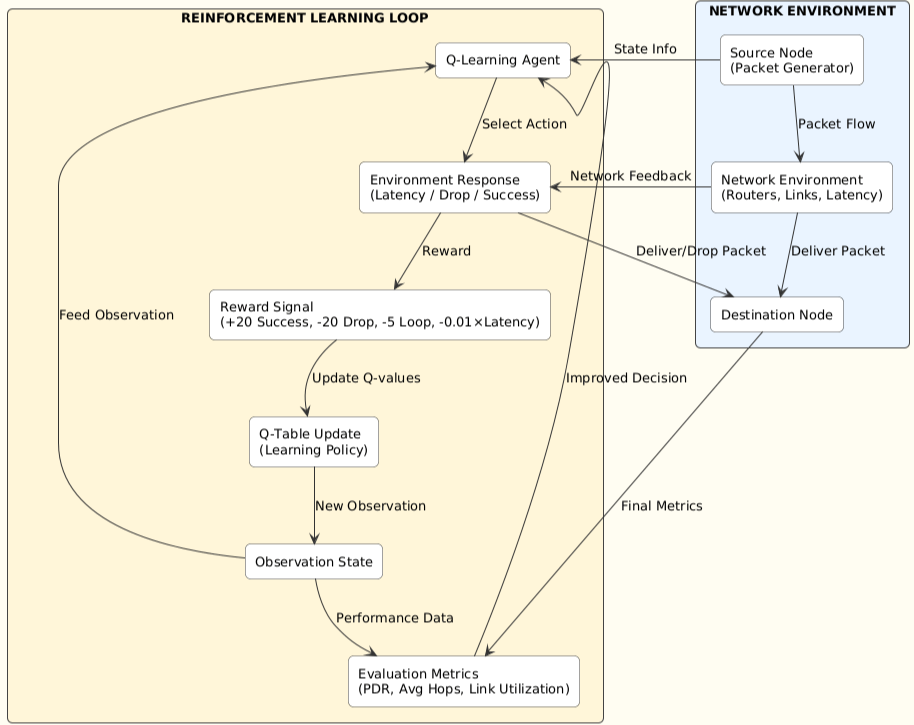 REINFORCEMENT LEARNING LOOP
NETWORK ENVIRONMENT
Q-Learning Agent
State Info
Source Node
(Packet Generator)
Select Action
Packet Flow
Environment Response
(Latency / Drop / Success)
Network Feedback
Network Environment
(Routers, Links, Latency)
Reward
Deliver/Drop Packet
Deliver Packet
Reward Signal
(+20 Success, -20 Drop, -5 Loop, -0.01×Latency)
Destination Node
Feed Observation
Update Q-values
Improved Decision
Q-Table Update
(Learning Policy)
New Observation
Final Metrics
Observation State
Performance Data
Evaluation Metrics
(PDR, Avg Hops, Link Utilization)